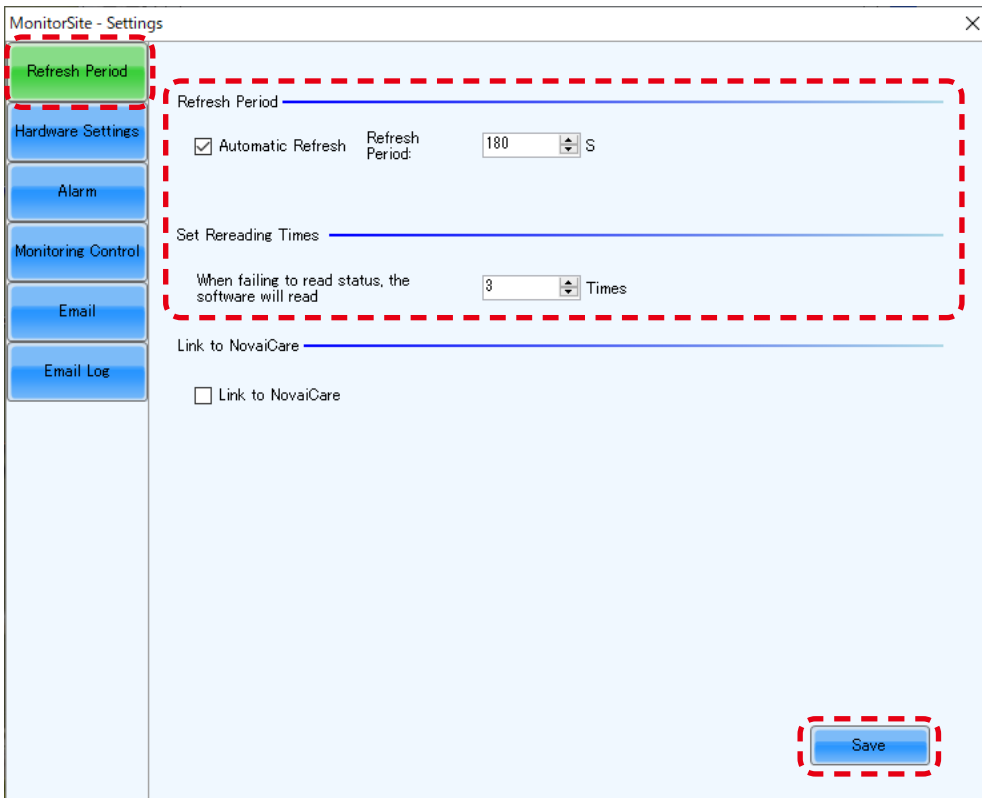 MonitorSite - Settings
Refresh Period
Hardware Settings
Alarm
Monitoring Control
Email
Email Log
Refresh Period
Automatic Refresh
Refresh
Period:
180
S
Set Rereading Times
When failing to read status, the
software will read
3
Times
Link to NovaiCare
Link to NovaiCare
Save